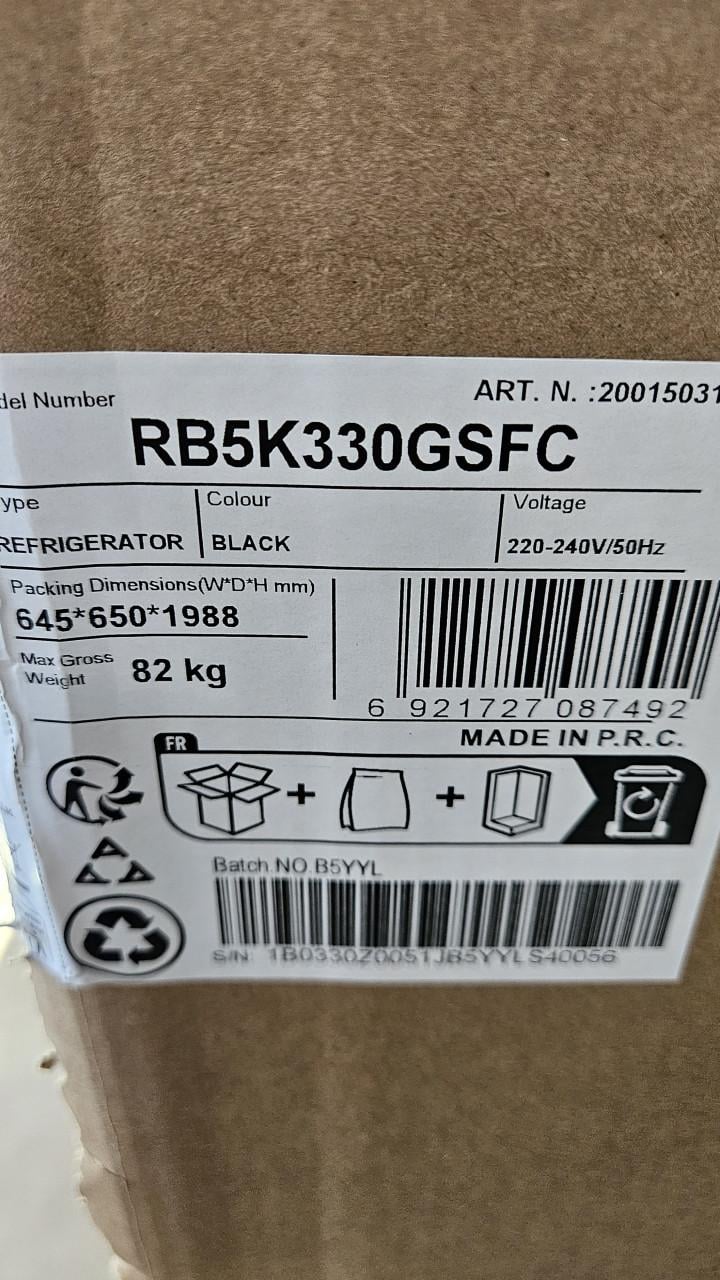 del Number
ART. N. :20015031
RB5K330GSFC
ype
Colour
Voltage
REFRIGERATOR
BLACK
220-240V/50Hz
Packing Dimensions(W*D*H mm)
645*650*1988
Max Gross
Weight
82 kg
6 921727 087492
MADE IN P.R.C.
FR
Batch NO.B5YYL
S/N: 1B0330Z0051JB5YYLS40056